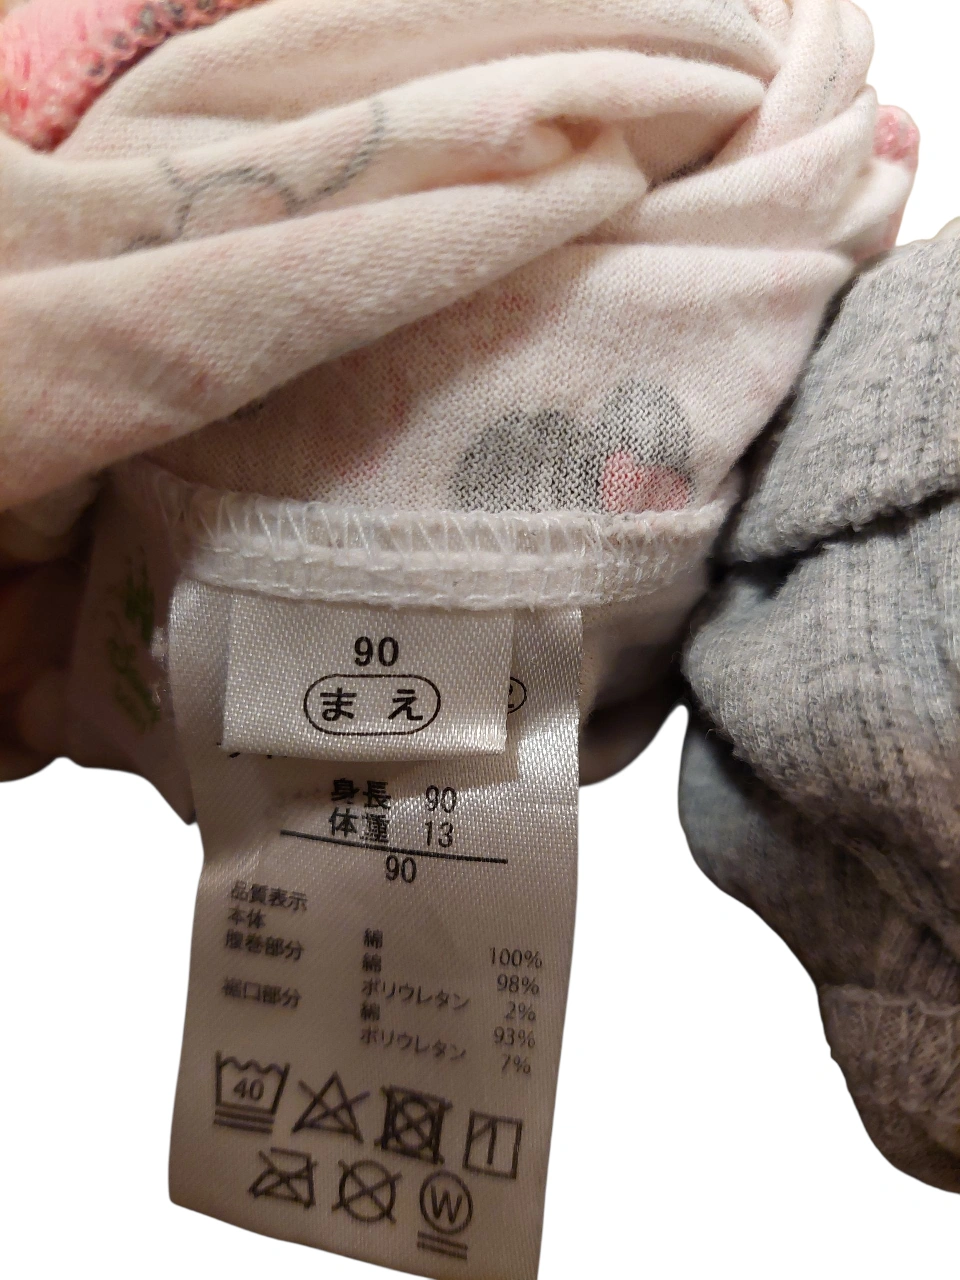 90
まえ
身長 90
体重 13
90
品質表示
本体 綿 100%
腹巻部分 綿 98%
ポリウレタン 2%
裾口部分 綿 93%
ポリウレタン 7%
40
W